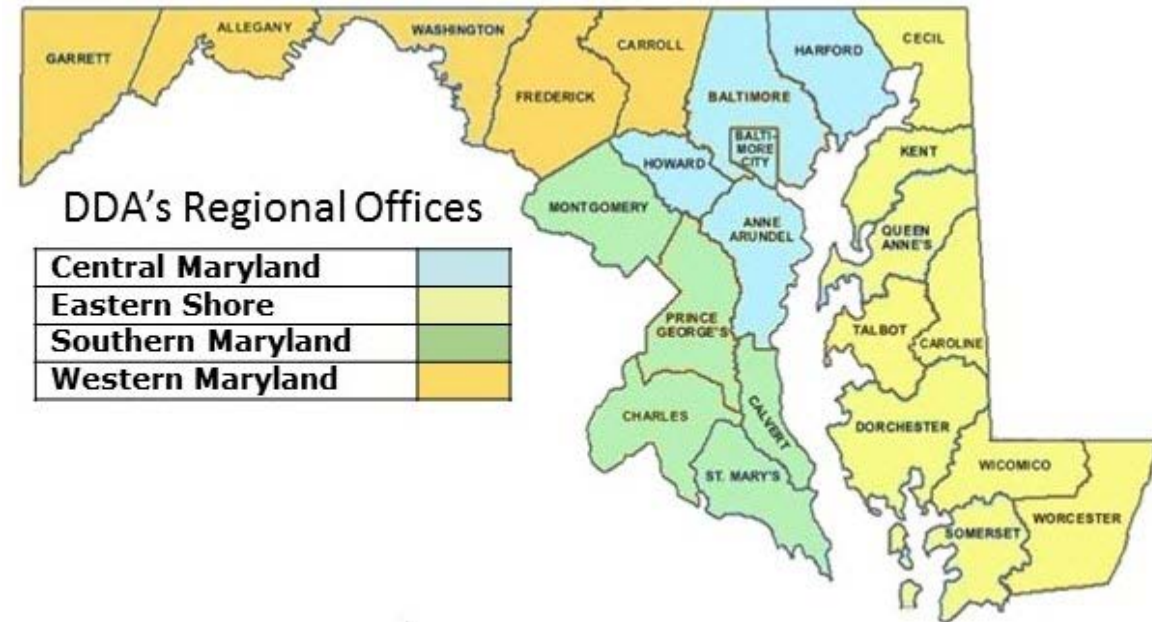 GARRETT
ALLEGANY
WASHINGTON
FREDERICK
CARROLL
BALTIMORE
HARFORD
CECIL
BALTI-
MORE
CITY
KENT
HOWARD
MONTGOMERY
ANNE
ARUNDEL
QUEEN
ANNE'S
DDA's Regional Offices
Central Maryland
Eastern Shore
Southern Maryland
Western Maryland
PRINCE
GEORGE'S
TALBOT
CAROLINE
CHARLES
CALVERT
DORCHESTER
ST. MARY'S
WICOMICO
SOMERSET
WORCESTER